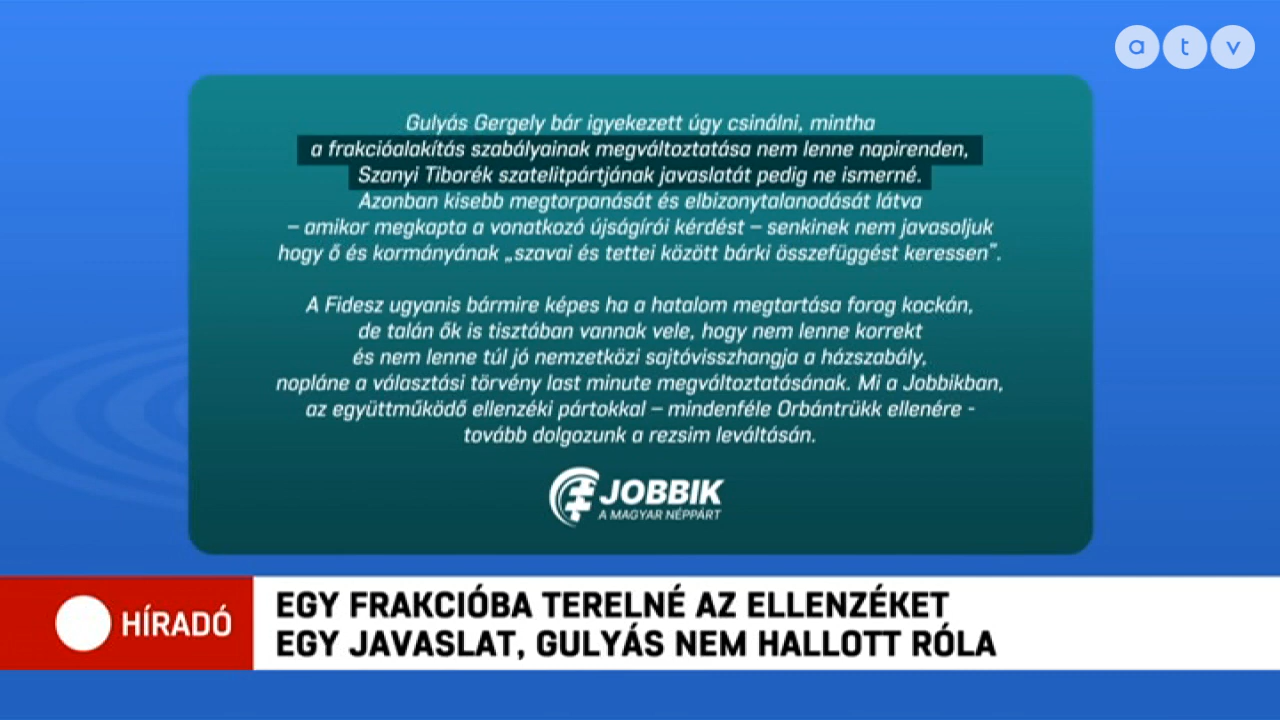 atv
Gulyás Gergely bár igyekezett úgy csinálni, mintha
a frakcióalakítás szabályainak megváltoztatása nem lenne napirenden,
Szanyi Tiborék szatelitpártjának javaslatát pedig ne ismerné.
Azonban kisebb megtorpanását és elbizonytalanodását látva
– amikor megkapta a vonatkozó újságírói kérdést – senkinek nem javasoljuk
hogy ő és kormányának „szavai és tettei között bárki összefüggést keressen”.
A Fidesz ugyanis bármire képes ha a hatalom megtartása forog kockán,
de talán ők is tisztában vannak vele, hogy nem lenne korrekt
és nem lenne túl jó nemzetközi sajtóvisszhangja a házszabály,
nopláne a választási törvény last minute megváltoztatásának. Mi a Jobbikban,
az együttműködő ellenzéki pártokkal – mindenféle Orbántrükk ellenére -
tovább dolgozunk a rezsim leváltásán.
JOBBIK
A MAGYAR NÉPPÁRT
HÍRADÓ
EGY FRAKCIÓBA TERELNÉ AZ ELLENZÉKET
EGY JAVASLAT, GULYÁS NEM HALLOTT RÓLA